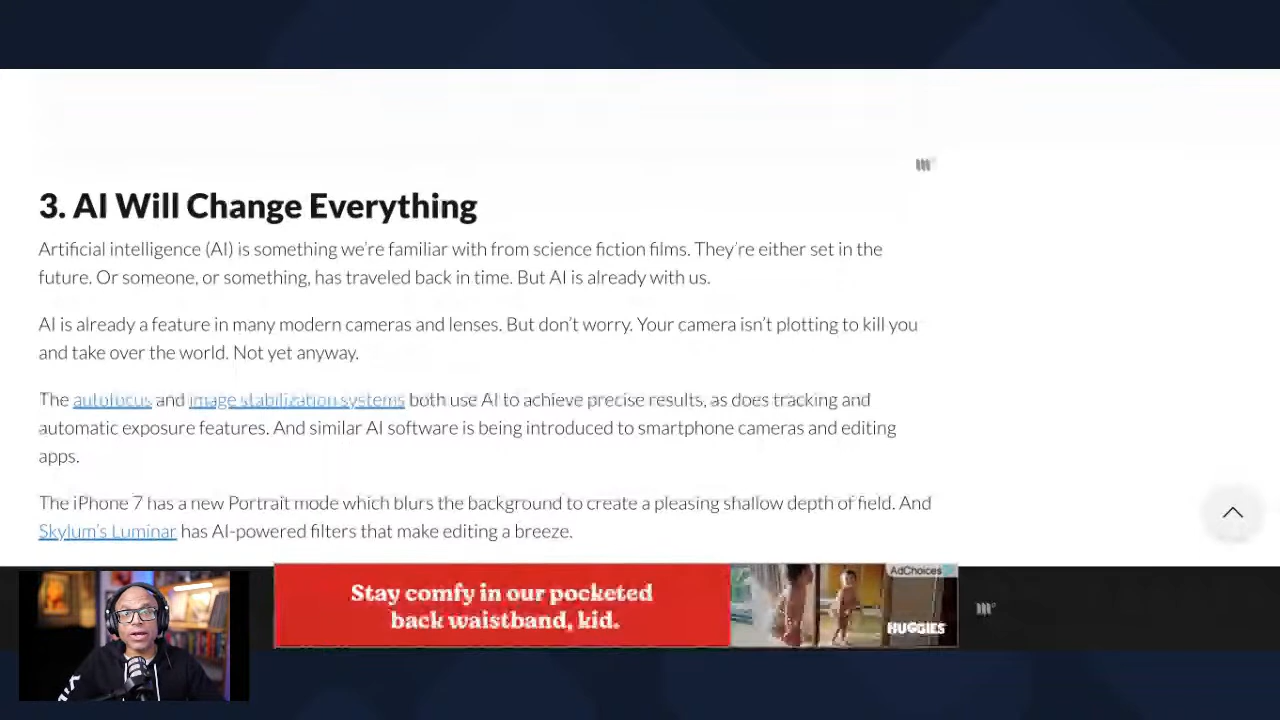 3. AI Will Change Everything
Artificial intelligence (AI) is something we're familiar with from science fiction films. They're either set in the
future. Or someone, or something, has traveled back in time. But AI is already with us.
AI is already a feature in many modern cameras and lenses. But don't worry. Your camera isn't plotting to kill you
and take over the world. Not yet anyway.
The autofocus and image stabilization systems both use AI to achieve precise results, as does tracking and
automatic exposure features. And similar AI software is being introduced to smartphone cameras and editing
apps.
The iPhone 7 has a new Portrait mode which blurs the background to create a pleasing shallow depth of field. And
Skylum's Luminar has AI-powered filters that make editing a breeze.
Stay comfy in our pocketed
back waistband, kid.
AdChoices
HUGGIES